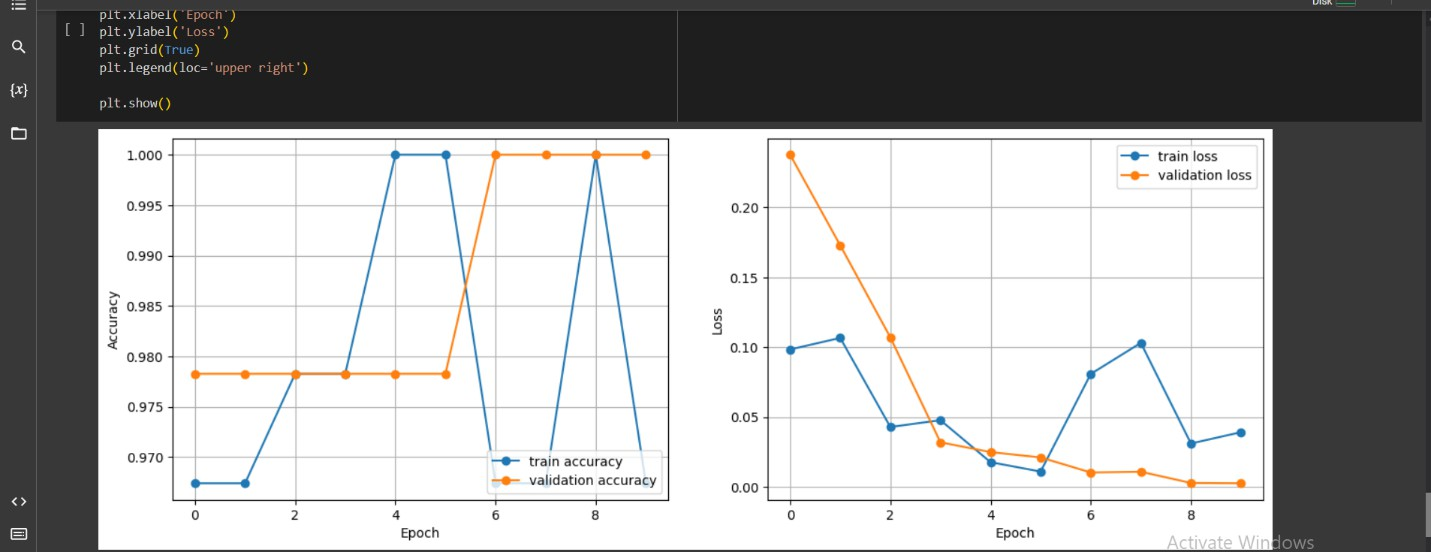 Disk
plt.xlabel('Epoch')
[ ] plt.ylabel('Loss')
plt.grid(True)
plt.legend(loc='upper right')
plt.show()
{x}
<>
1.000
0.995
0.990
0.985
0.980
0.975
0.970
Accuracy
0 2 4 6 8
Epoch
train accuracy
validation accuracy
0.20
0.15
0.10
0.05
0.00
Loss
0 2 4 6 8
Epoch
train loss
validation loss
Activate Windows